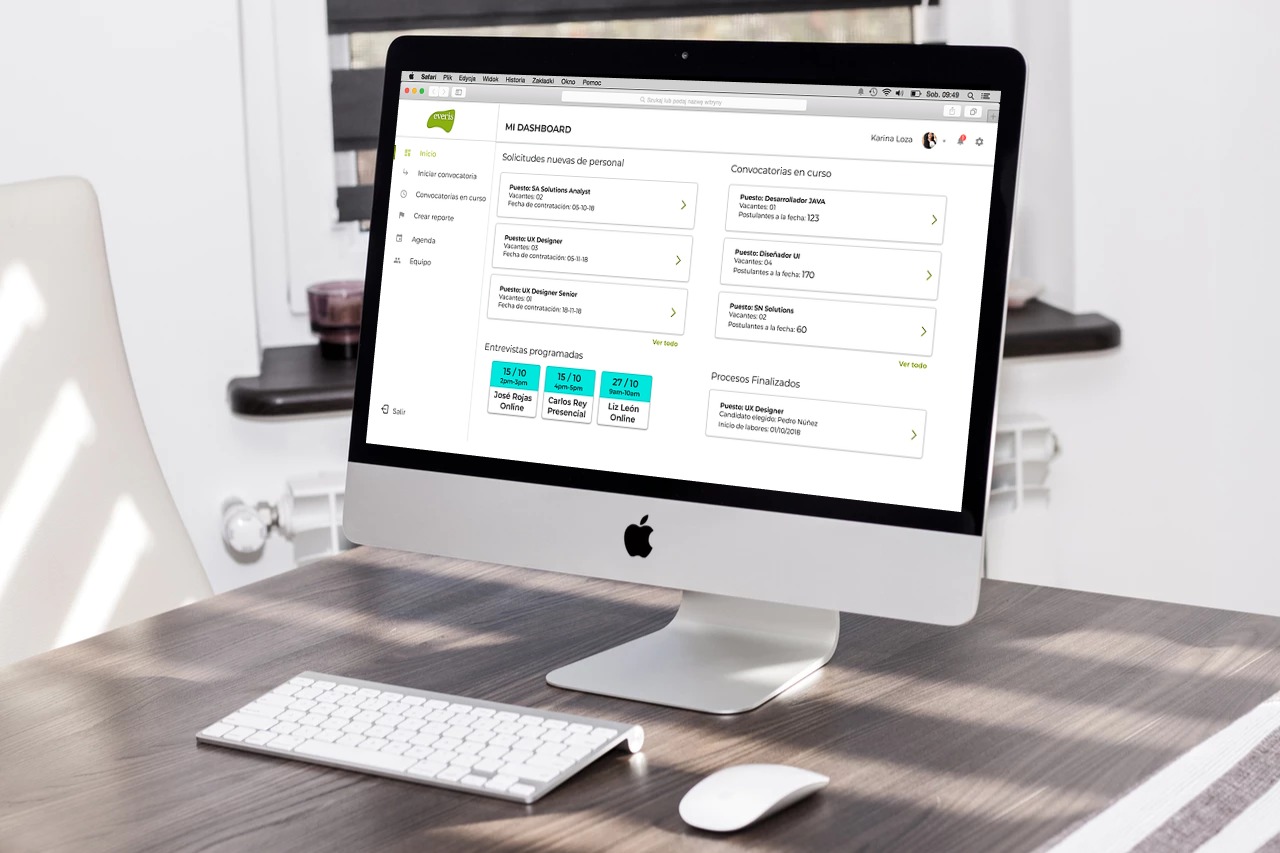 Safari Plik Edycja Widok Historia Zakładki Okno Pomoc
Sob. 09:49
Szukaj lub podaj nazwę witryny
everis
MI DASHBOARD
Karina Loza
Inicio
Iniciar convocatoria
Convocatorias en curso
Crear reporte
Agenda
Equipo
Salir
Solicitudes nuevas de personal
Puesto: SA Solutions Analyst
Vacantes: 02
Fecha de contratación: 05-10-18
Puesto: UX Designer
Vacantes: 03
Fecha de contratación: 05-11-18
Puesto: UX Designer Senior
Vacantes: 01
Fecha de contratación: 18-11-18
Ver todo
Convocatorias en curso
Puesto: Desarrollador JAVA
Vacantes: 01
Postulantes a la fecha: 123
Puesto: Diseñador UI
Vacantes: 04
Postulantes a la fecha: 170
Puesto: SN Solutions
Vacantes: 02
Postulantes a la fecha: 60
Ver todo
Entrevistas programadas
15 / 10
2pm-3pm
José Rojas
Online
15 / 10
4pm-5pm
Carlos Rey
Presencial
27 / 10
9am-10am
Liz León
Online
Procesos Finalizados
Puesto: UX Designer
Candidato elegido: Pedro Núñez
Inicio de labores: 01/10/2018